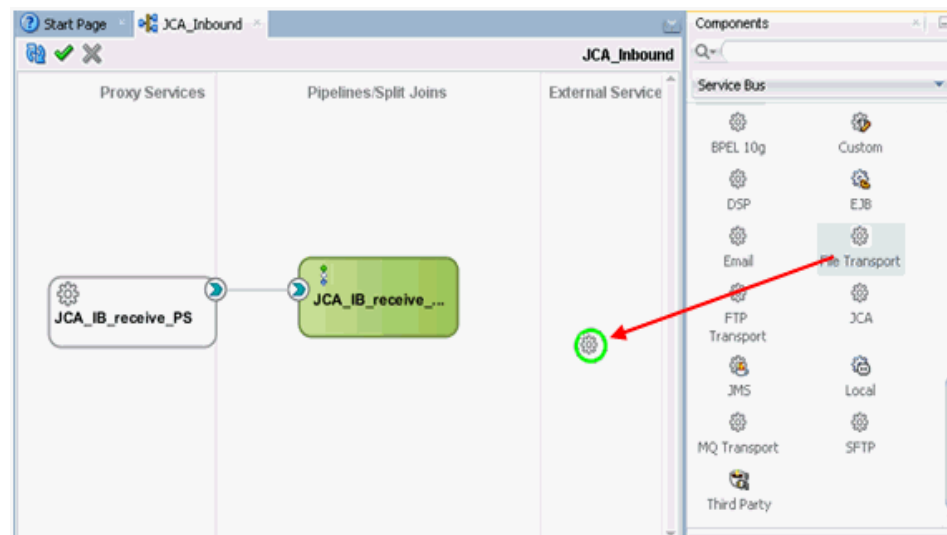 Start Page
JCA_Inbound
Components
JCA_Inbound
Service Bus
Proxy Services
Pipelines/Split Joins
External Service
BPEL 10g
Custom
DSP
EJB
Email
File Transport
JCA_IB_receive_PS
JCA_IB_receive_...
FTP
Transport
JCA
JMS
Local
MQ Transport
SFTP
Third Party